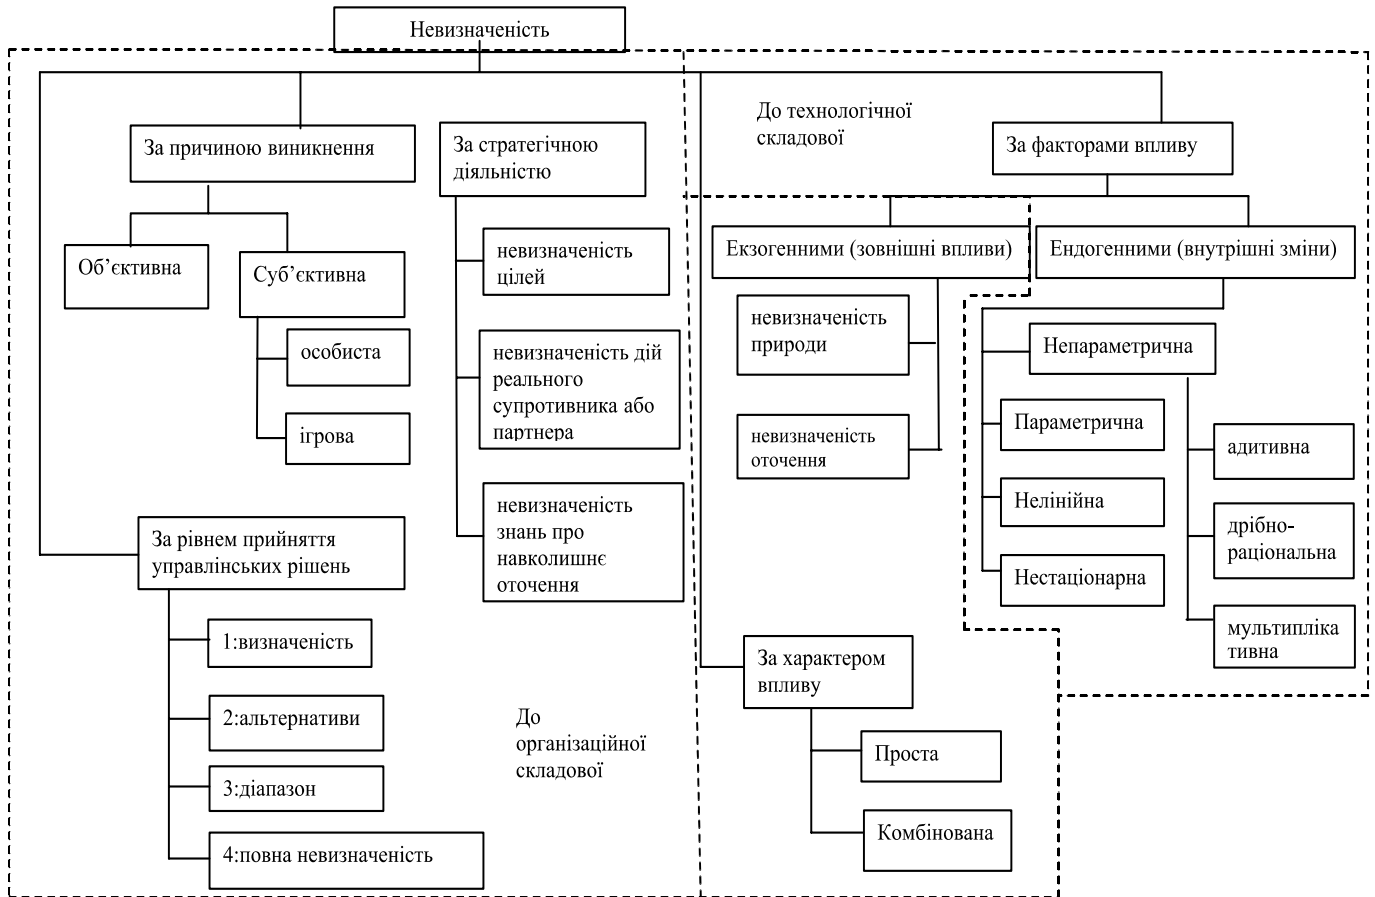 Невизначеність
До технологічної
складової
За причиною виникнення
За стратегічною
діяльністю
За факторами впливу
Об’єктивна
Суб’єктивна
особиста
ігрова
невизначеність
цілей
невизначеність дій
реального
супротивника або
партнера
невизначеність
знань про
навколишнє
оточення
Екзогенними (зовнішні впливи)
невизначеність
природи
невизначеність
оточення
Ендогенними (внутрішні зміни)
Непараметрична
Параметрична
Нелінійна
Нестаціонарна
адитивна
дрібно-
раціональна
мультипліка
тивна
За рівнем прийняття
управлінських рішень
1:визначеність
2:альтернативи
3:діапазон
4:повна невизначеність
До
організаційної
складової
За характером
впливу
Проста
Комбінована